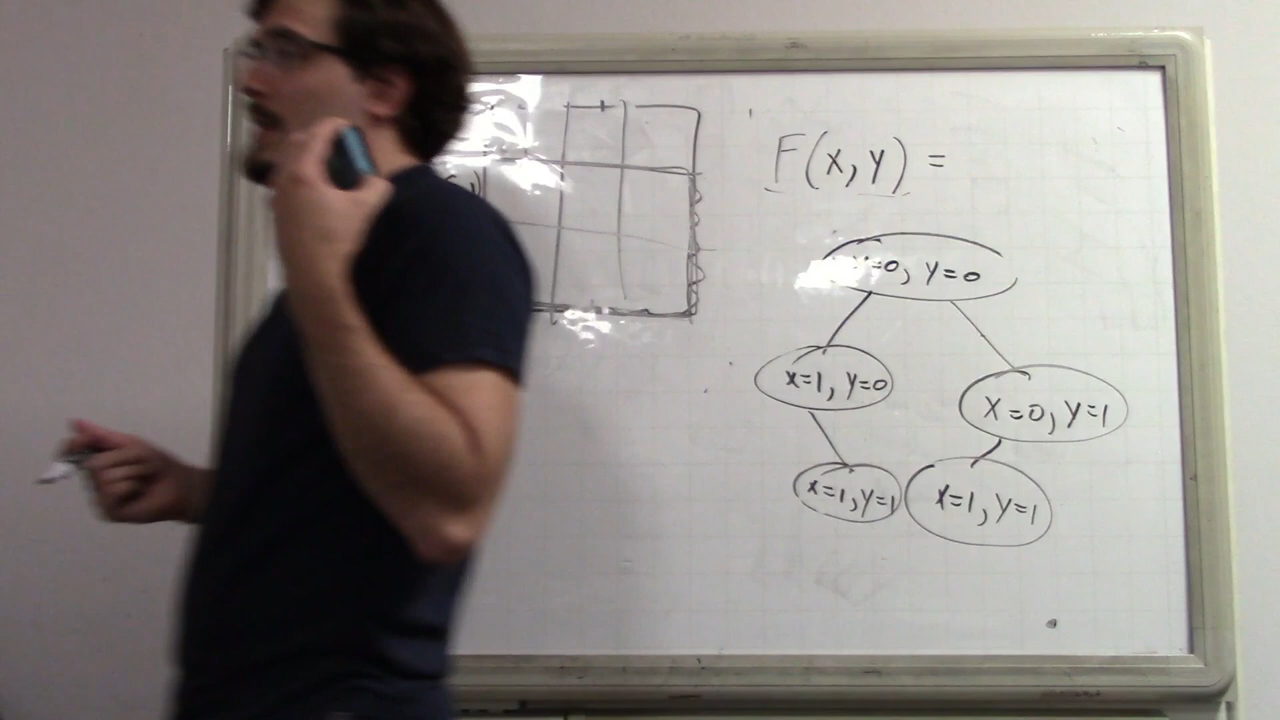 F(x,y) =
x=0, y=0
x=1, y=0
x=0, y=1
x=1, y=1
x=1, y=1